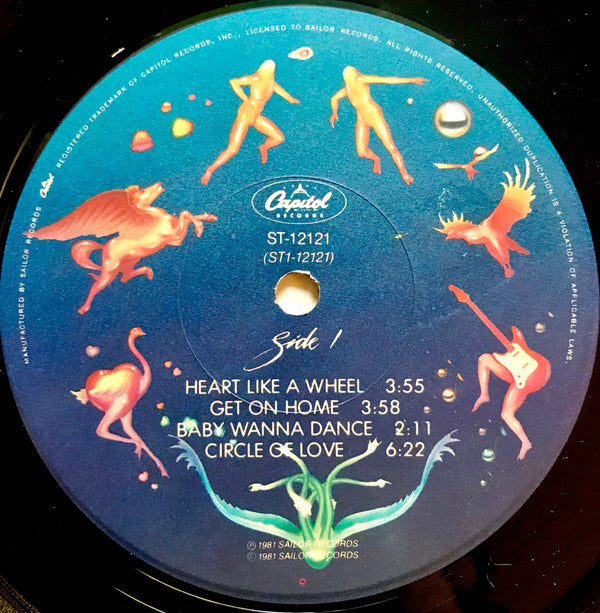 MANUFACTURED BY SAILOR RECORDS. Capitol REGISTERED TRADEMARK OF CAPITOL RECORDS, INC., LICENSED TO SAILOR RECORDS. ALL RIGHTS RESERVED. UNAUTHORIZED DUPLICATION IS A VIOLATION OF APPLICABLE LAWS.
Capitol
RECORDS
ST-12121
(ST1-12121)
Side 1
HEART LIKE A WHEEL 3:55
GET ON HOME 3:58
BABY WANNA DANCE 2:11
CIRCLE OF LOVE 6:22
℗ 1981 SAILOR RECORDS
© 1981 SAILOR RECORDS